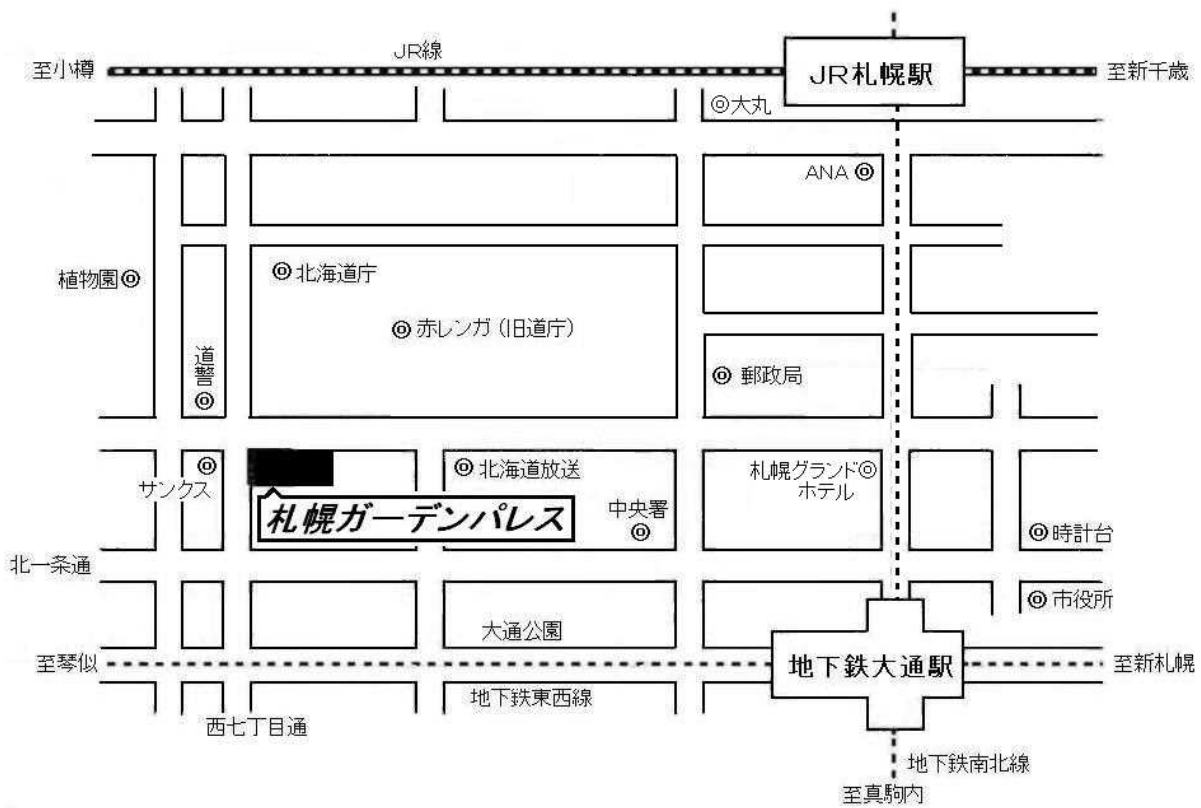 JR線
至小樽
JR札幌駅
至新千歳
◎大丸
ANA◎
植物園◎
◎北海道庁
◎赤レンガ(旧道庁)
道警◎
◎郵政局
◎
サンクス
◎北海道放送
札幌グランド◎
ホテル
札幌ガーデンパレス
中央署
◎
◎時計台
北一条通
◎市役所
大通公園
至琴似
地下鉄大通駅
至新札幌
地下鉄東西線
西七丁目通
地下鉄南北線
至真駒内